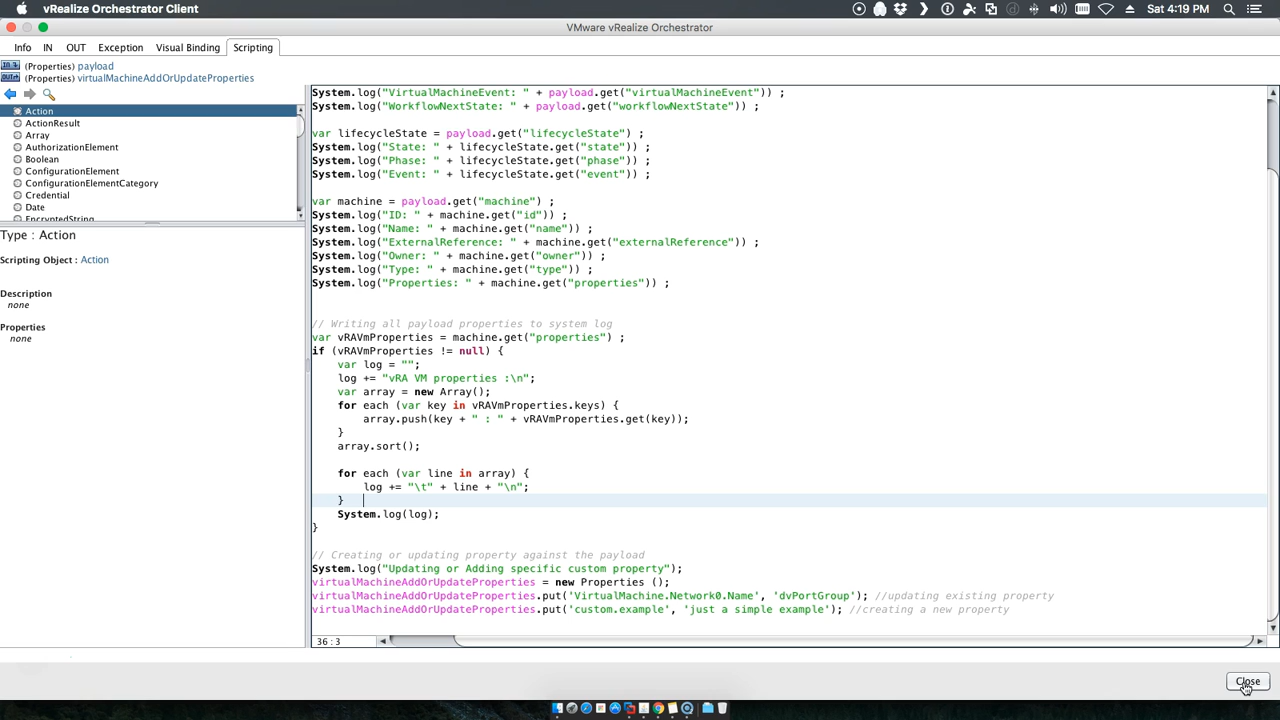 vRealize Orchestrator Client
Sat 4:19 PM
VMware vRealize Orchestrator
Info IN OUT Exception Visual Binding Scripting
(Properties) payload
(Properties) virtualMachineAddOrUpdateProperties
Action
ActionResult
Array
AuthorizationElement
Boolean
ConfigurationElement
ConfigurationElementCategory
Credential
Date
EncryptedString
Type : Action
Scripting Object : Action
Description
none
Properties
none
System.log("VirtualMachineEvent: " + payload.get("virtualMachineEvent")) ;
System.log("WorkflowNextState: " + payload.get("workflowNextState")) ;
var lifecycleState = payload.get("lifecycleState") ;
System.log("State: " + lifecycleState.get("state")) ;
System.log("Phase: " + lifecycleState.get("phase")) ;
System.log("Event: " + lifecycleState.get("event")) ;
var machine = payload.get("machine") ;
System.log("ID: " + machine.get("id")) ;
System.log("Name: " + machine.get("name")) ;
System.log("ExternalReference: " + machine.get("externalReference")) ;
System.log("Owner: " + machine.get("owner")) ;
System.log("Type: " + machine.get("type")) ;
System.log("Properties: " + machine.get("properties")) ;
// Writing all payload properties to system log
var vRAVmProperties = machine.get("properties") ;
if (vRAVmProperties != null) {
var log = "";
log += "vRA VM properties :\n";
var array = new Array();
for each (var key in vRAVmProperties.keys) {
array.push(key + " : " + vRAVmProperties.get(key));
}
array.sort();
for each (var line in array) {
log += "\t" + line + "\n";
}
System.log(log);
}
// Creating or updating property against the payload
System.log("Updating or Adding specific custom property");
virtualMachineAddOrUpdateProperties = new Properties ();
virtualMachineAddOrUpdateProperties.put('VirtualMachine.Network0.Name', 'dvPortGroup'); //updating existing property
virtualMachineAddOrUpdateProperties.put('custom.example', 'just a simple example'); //creating a new property
36 : 3
Close